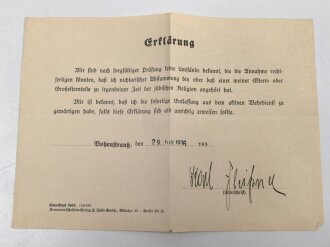 Erklärung
Mir sind nach sorgfältiger Prüfung keine Umstände bekannt, die die Annahme recht-
fertigen könnten, daß ich nichtarischer Abstammung bin oder daß einer meiner Eltern- oder
Großelternteile zu irgendeiner Zeit der jüdischen Religion angehört hat.
Mir ist bekannt, daß ich die sofortige Entlassung aus dem aktiven Wehrdienst zu
gewärtigen habe, falls diese Erklärung sich als unrichtig erweisen sollte.
Vohenstrauß, den 29. Juli 1936 193
(Unterschrift)